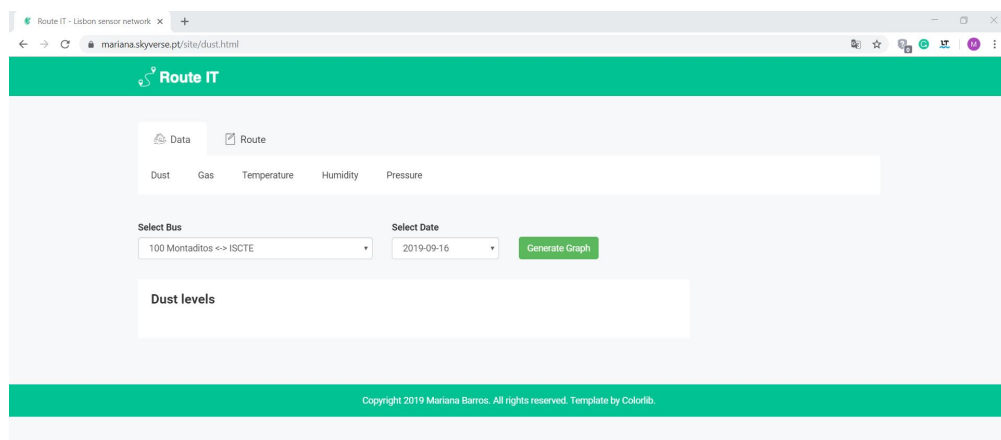 Route IT - Lisbon sensor network
mariana.skyverse.pt/site/dust.html
M
Route IT
Data Route
Dust Gas Temperature Humidity Pressure
Select Bus Select Date
100 Montaditos <-> ISCTE 2019-09-16 Generate Graph
Dust levels
Copyright 2019 Mariana Barros. All rights reserved. Template by Colorlib.